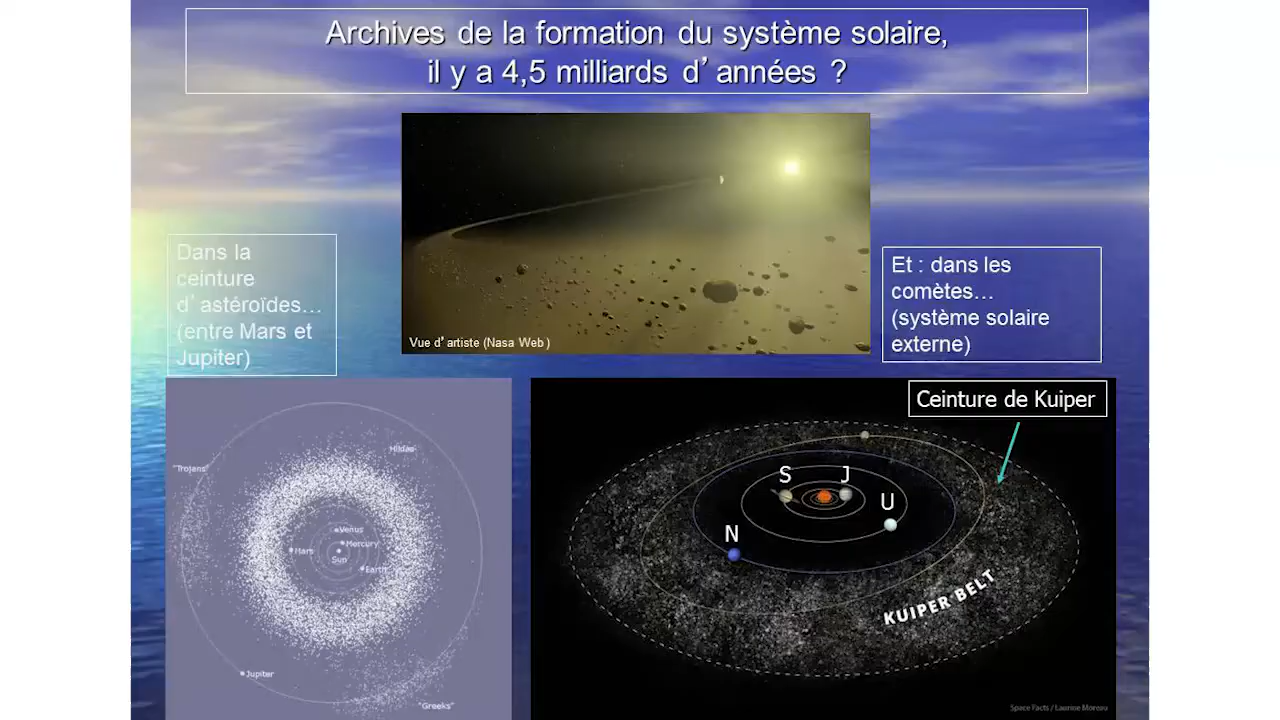 Archives de la formation du système solaire,
il y a 4,5 milliards d’années ?
Dans la
ceinture
d’astéroïdes…
(entre Mars et
Jupiter)
Vue d’artiste (Nasa Web )
Et : dans les
comètes…
(système solaire
externe)
"Trojans"
Hildas
Venus
Mercury
Mars
Sun
Earth
Jupiter
"Greeks"
Ceinture de Kuiper
S
J
U
N
KUIPER BELT
Space Facts / Laurine Moreau